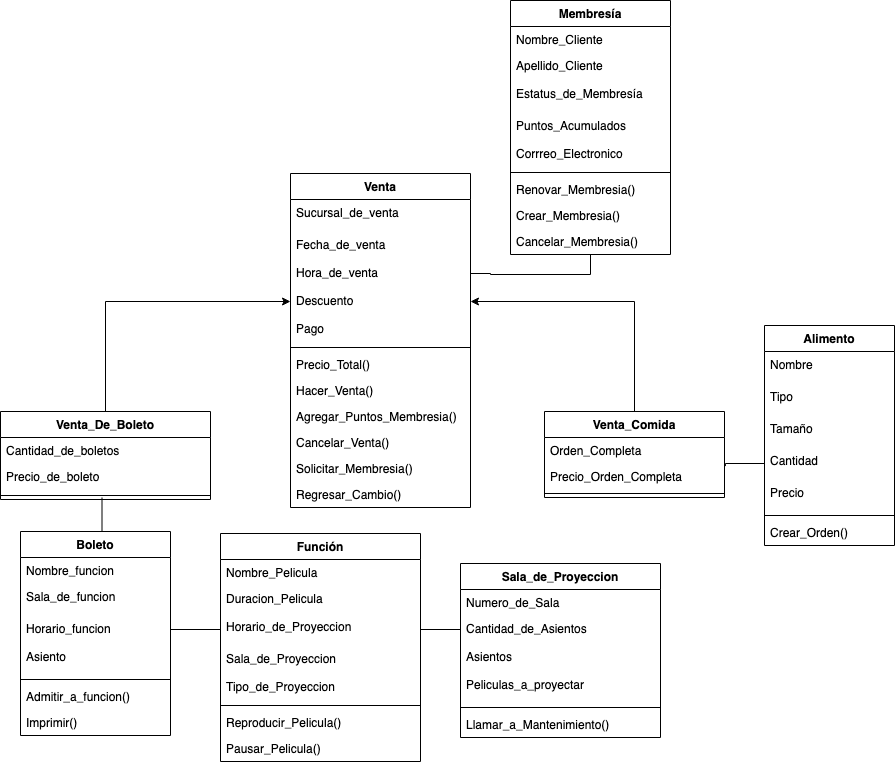 Membresía
Nombre_Cliente
Apellido_Cliente
Estatus_de_Membresía
Puntos_Acumulados
Corrreo_Electronico
Renovar_Membresia()
Crear_Membresia()
Cancelar_Membresia()
Venta
Sucursal_de_venta
Fecha_de_venta
Hora_de_venta
Descuento
Pago
Precio_Total()
Hacer_Venta()
Agregar_Puntos_Membresia()
Cancelar_Venta()
Solicitar_Membresia()
Regresar_Cambio()
Alimento
Nombre
Tipo
Tamaño
Cantidad
Precio
Crear_Orden()
Venta_De_Boleto
Cantidad_de_boletos
Precio_de_boleto
Venta_Comida
Orden_Completa
Precio_Orden_Completa
Boleto
Nombre_funcion
Sala_de_funcion
Horario_funcion
Asiento
Admitir_a_funcion()
Imprimir()
Función
Nombre_Pelicula
Duracion_Pelicula
Horario_de_Proyeccion
Sala_de_Proyeccion
Tipo_de_Proyeccion
Reproducir_Pelicula()
Pausar_Pelicula()
Sala_de_Proyeccion
Numero_de_Sala
Cantidad_de_Asientos
Asientos
Peliculas_a_proyectar
Llamar_a_Mantenimiento()